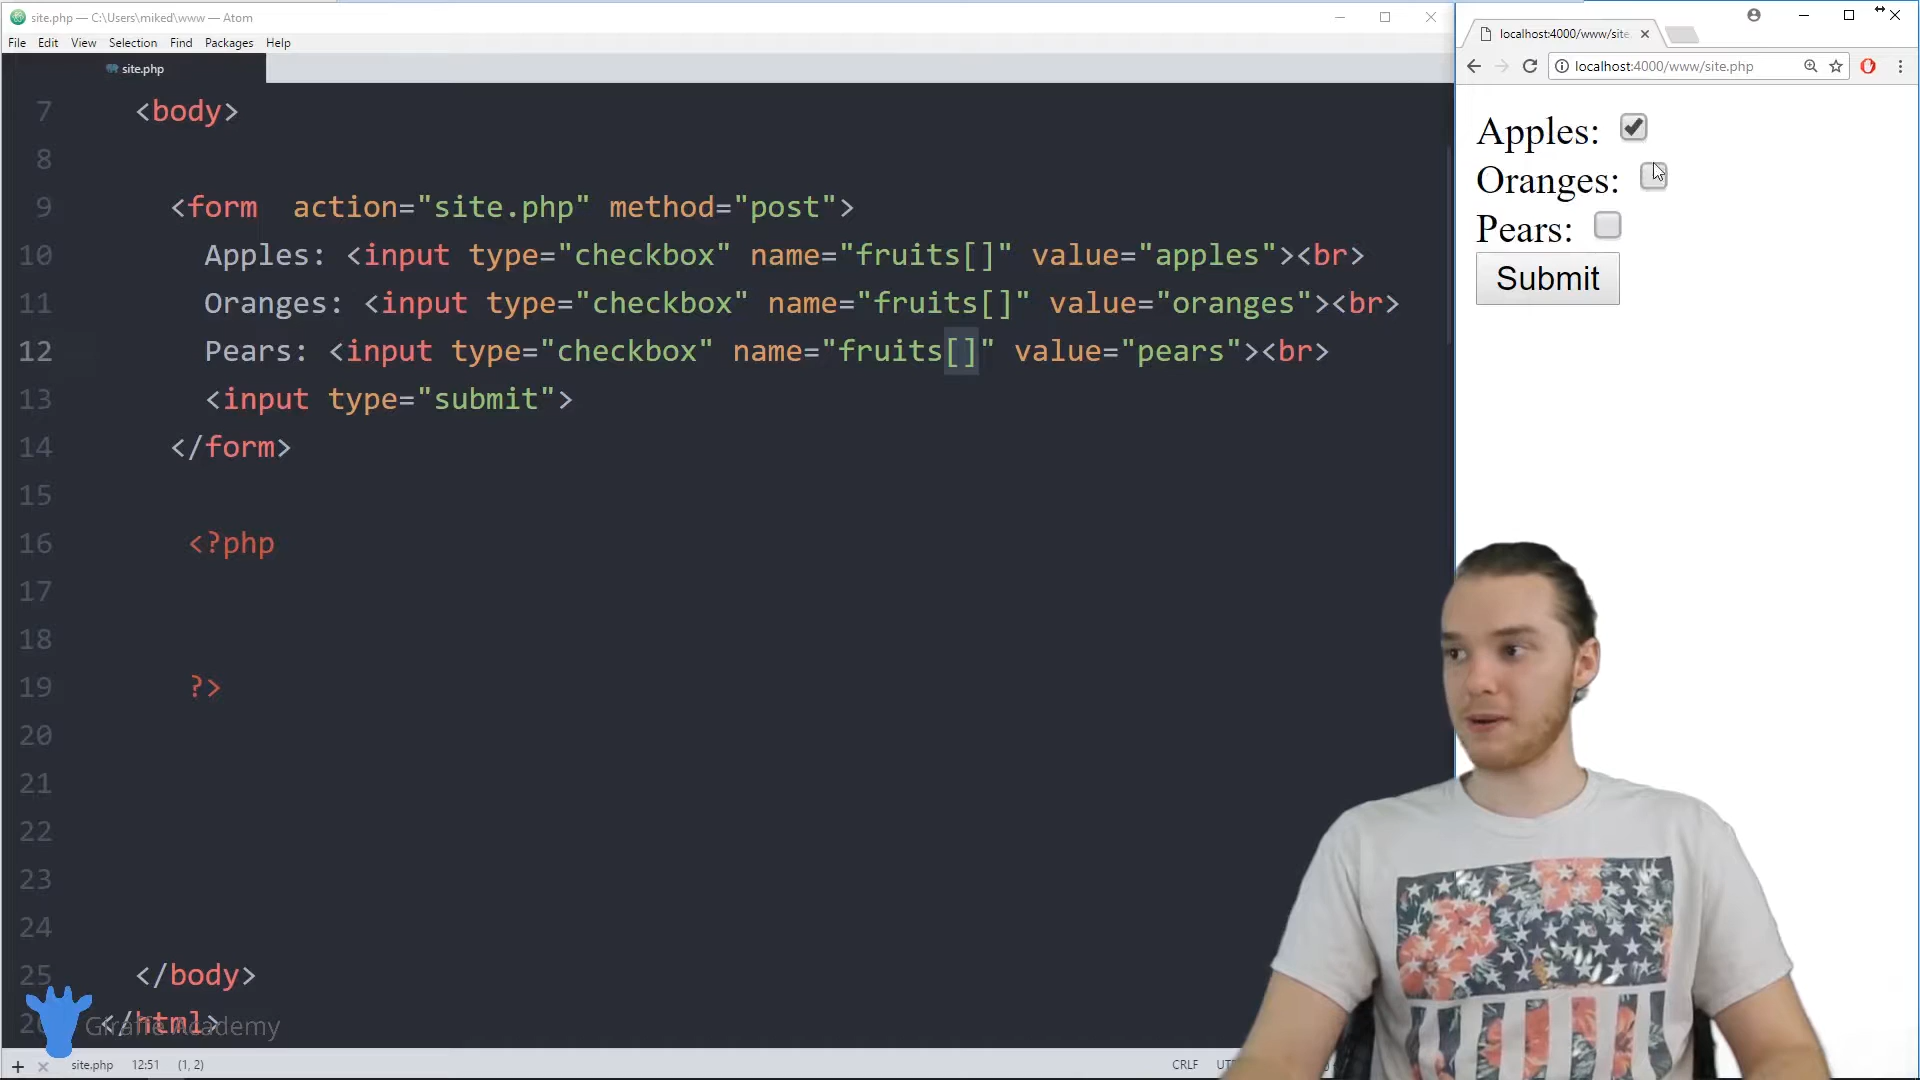 site.php — C:\Users\miked\www — Atom
File Edit View Selection Find Packages Help
site.php
7 <body>
8
9 <form  action="site.php" method="post">
10 Apples: <input type="checkbox" name="fruits[]" value="apples"><br>
11 Oranges: <input type="checkbox" name="fruits[]" value="oranges"><br>
12 Pears: <input type="checkbox" name="fruits[]" value="pears"><br>
13 <input type="submit">
14 </form>
15
16 <?php
17
18
19 ?>
20
21
22
23
24
25 </body>
</html>
Giraffe Academy
site.php 12:51 (1, 2) CRLF
localhost:4000/www/site
localhost:4000/www/site.php
Apples:
Oranges:
Pears:
Submit